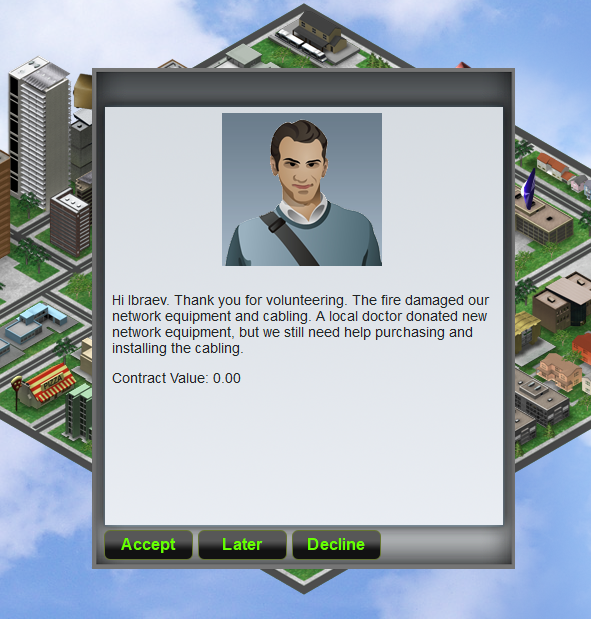 Hi Ibraev. Thank you for volunteering. The fire damaged our
network equipment and cabling. A local doctor donated new
network equipment, but we still need help purchasing and
installing the cabling.
Contract Value: 0.00
PIZZA
Accept Later Decline